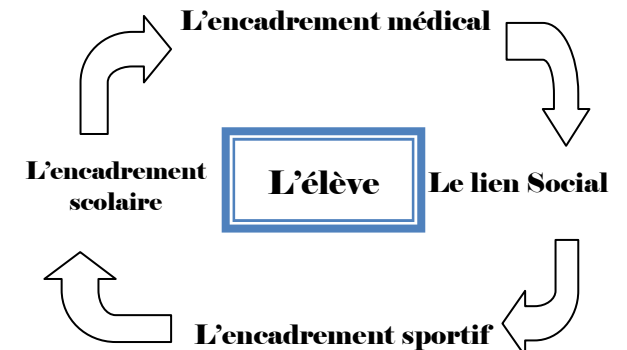 L'encadrement médical
L'encadrement
scolaire
L'élève
Le lien Social
L'encadrement sportif